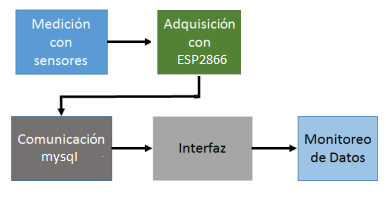 Medición
con
sensores
Adquisición
con
ESP2866
Comunicación
mysql
Interfaz
Monitoreo
de Datos